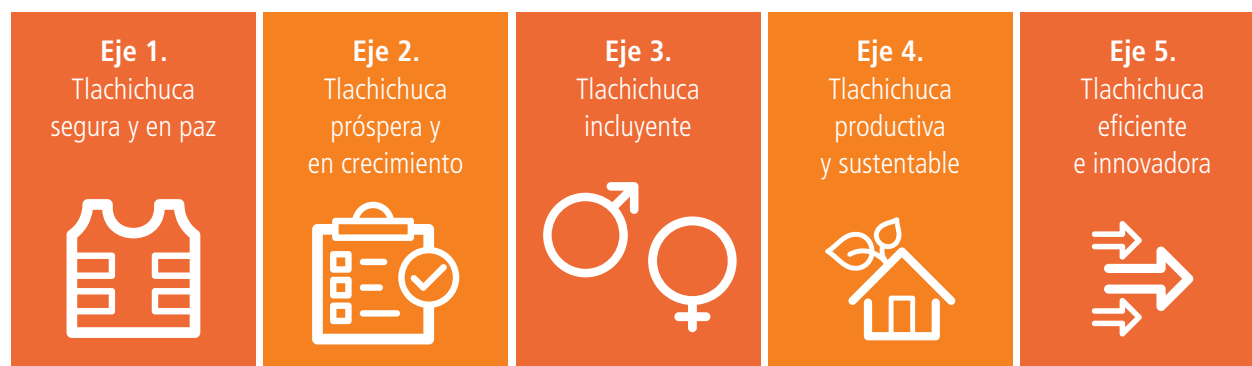 Eje 1.
Tlachichuca
segura y en paz
Eje 2.
Tlachichuca
próspera y
en crecimiento
Eje 3.
Tlachichuca
incluyente
Eje 4.
Tlachichuca
productiva
y sustentable
Eje 5.
Tlachichuca
eficiente
e innovadora